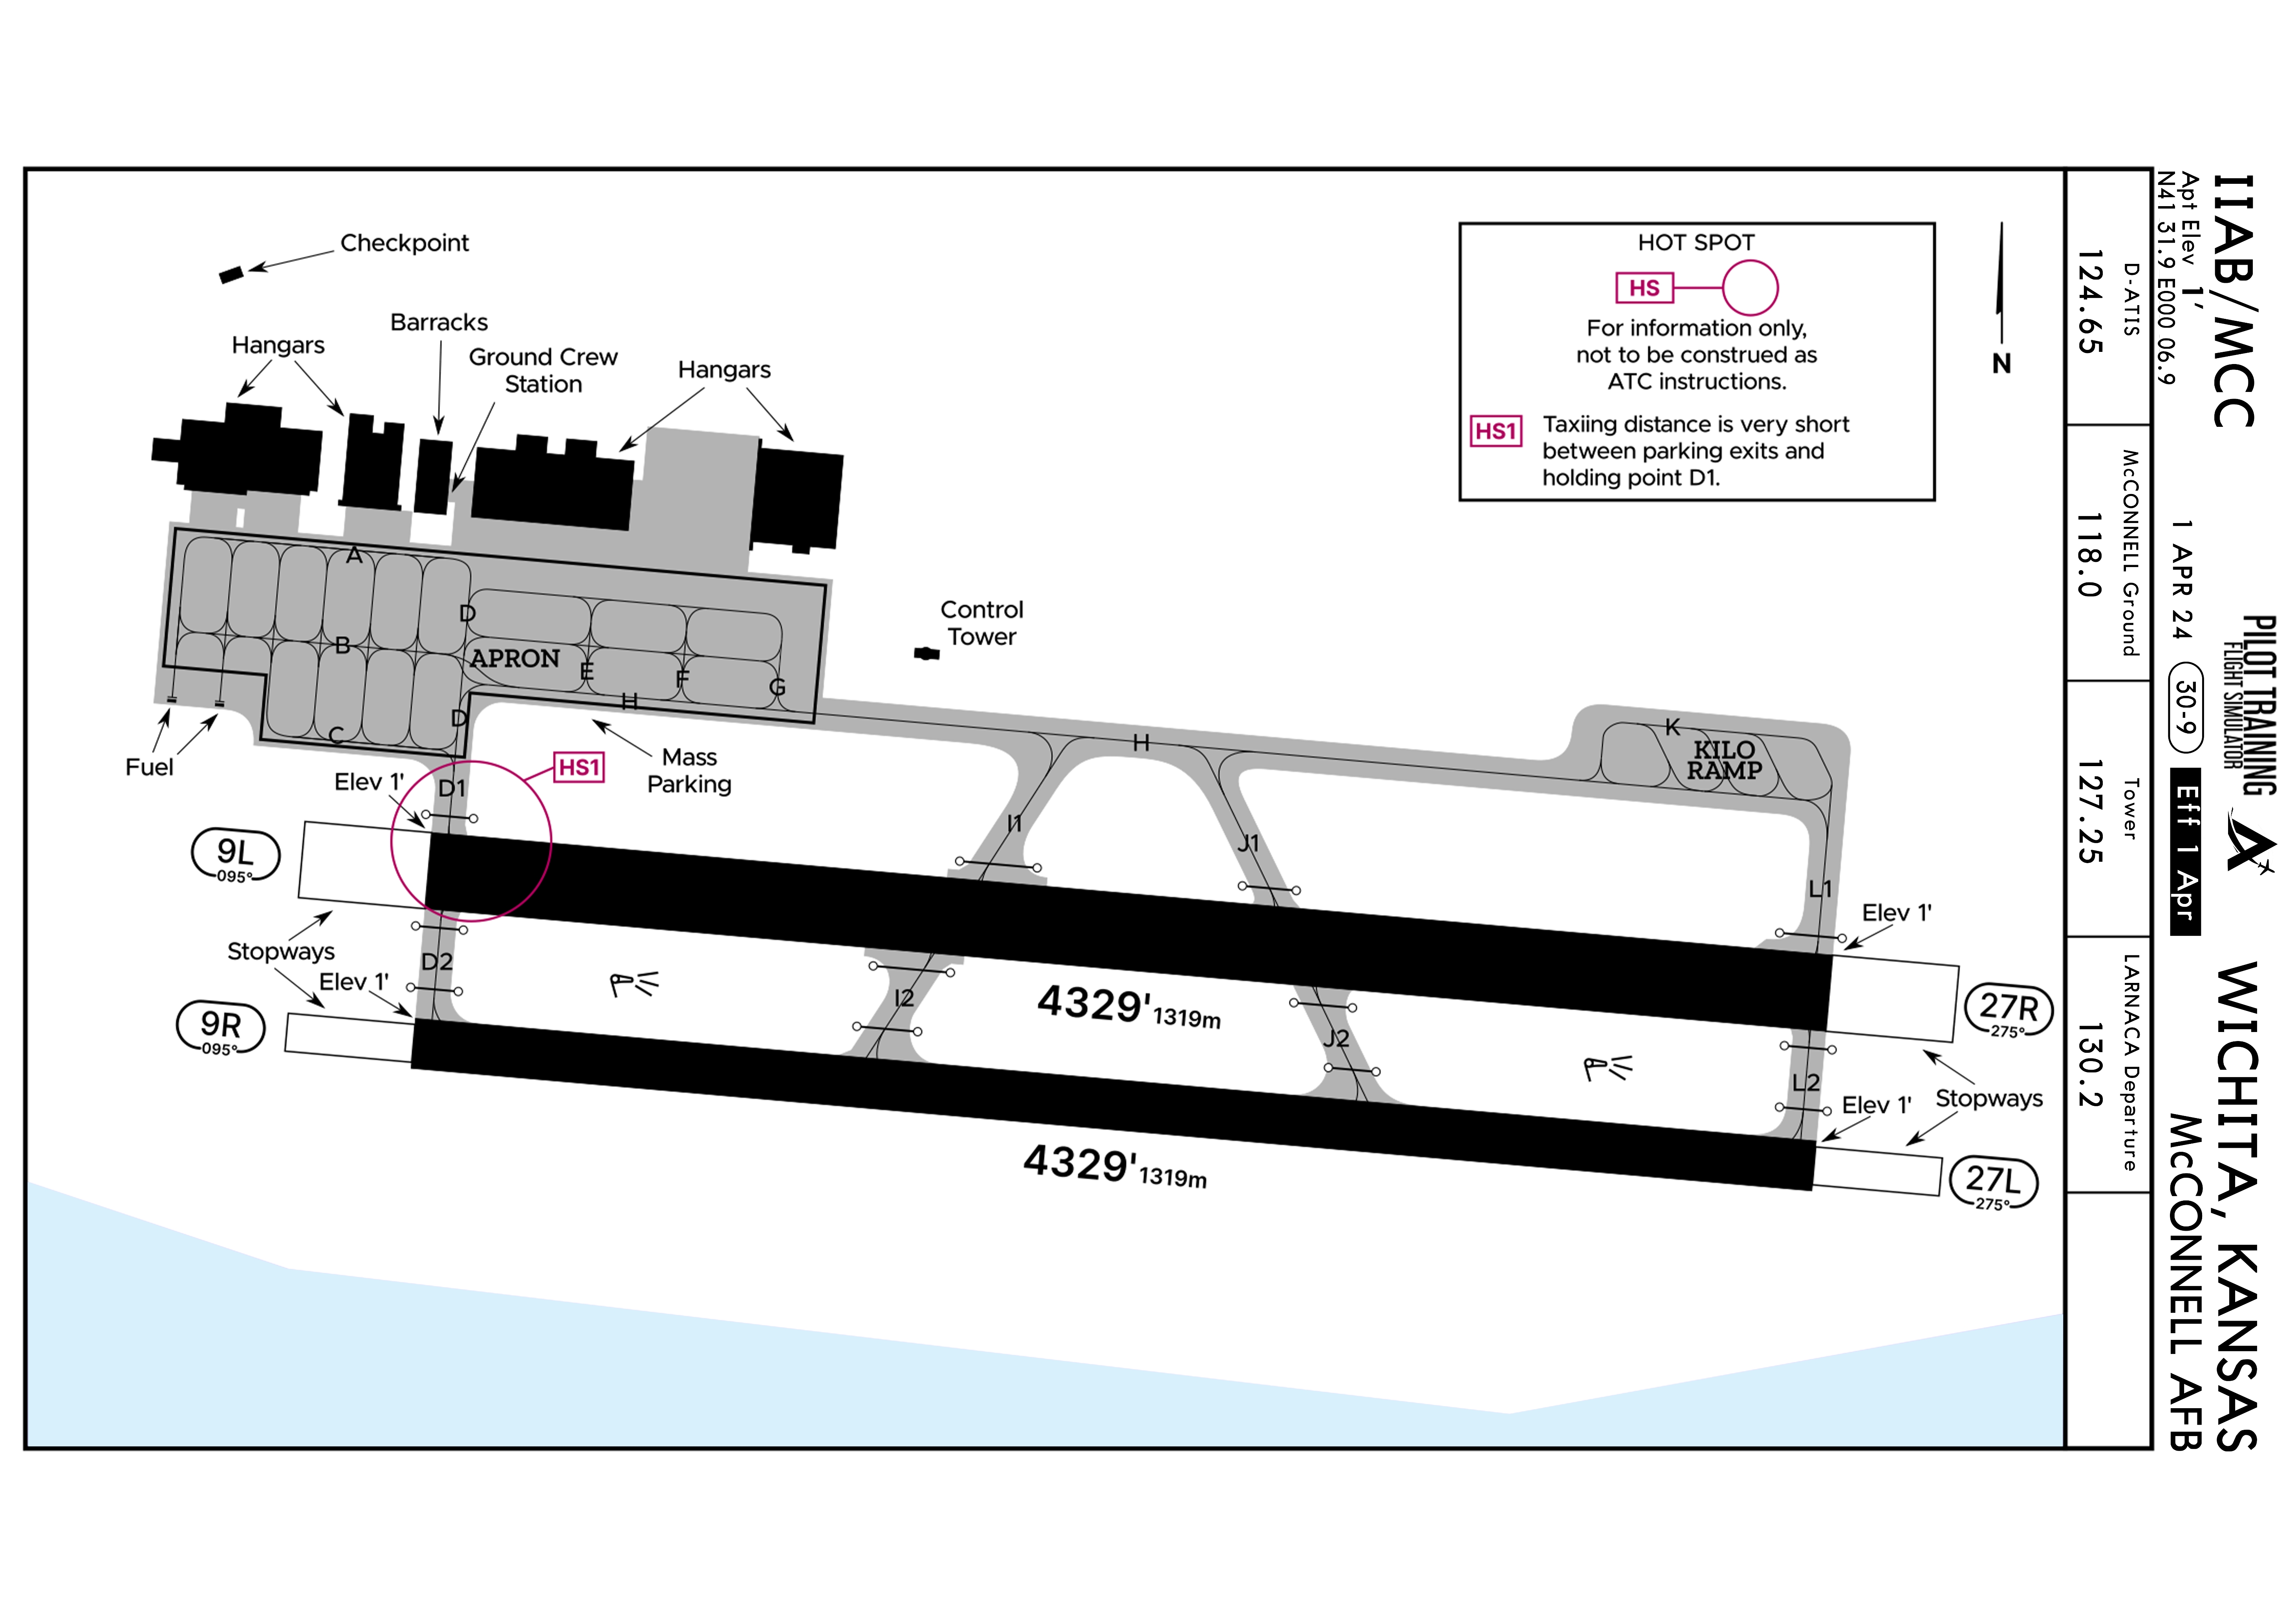 IIAB/MCC
Apt Elev 1'
N41 31.9 E000 06.9
1 APR 24
30-9
Eff 1 Apr
PILOT TRAINING
FLIGHT SIMULATOR
WICHITA, KANSAS
McCONNELL AFB
D-ATIS
124.65
McCONNELL Ground
118.0
Tower
127.25
LARNACA Departure
130.2
HOT SPOT
HS
For information only,
not to be construed as
ATC instructions.
HS1
Taxiing distance is very short
between parking exits and
holding point D1.
N
Checkpoint
Barracks
Hangars
Ground Crew
Station
Hangars
A
D
B
APRON
E
F
G
H
D
C
Control
Tower
Fuel
Mass
Parking
HS1
Elev 1'
D1
H
K
KILO
RAMP
I1
J1
L1
9L
095°
Elev 1'
Stopways
D2
Elev 1'
I2
4329' 1319m
J2
27R
275°
9R
095°
L2
Elev 1'
Stopways
4329' 1319m
27L
275°